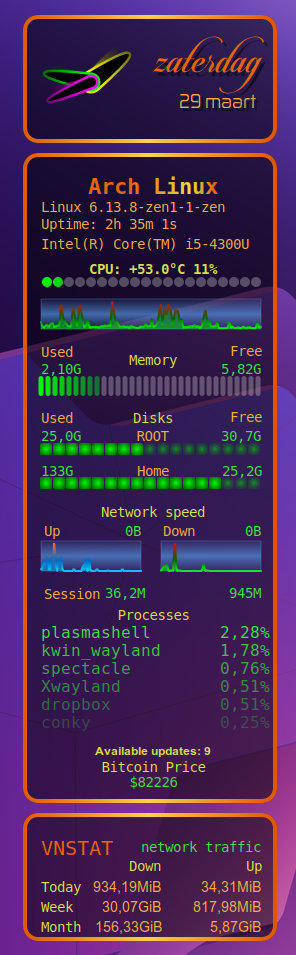 zaterdag
29 maart
Arch Linux
Linux 6.13.8-zen1-1-zen
Uptime: 2h 35m 1s
Intel(R) Core(TM) i5-4300U
CPU: +53.0°C 11%
Used Memory Free
2,10G 5,82G
Used Disks Free
25,0G ROOT 30,7G
133G Home 25,2G
Network speed
Up 0B Down 0B
Session 36,2M 945M
Processes
plasmashell 2,28%
kwin_wayland 1,78%
spectacle 0,76%
Xwayland 0,51%
dropbox 0,51%
conky 0,25%
Available updates: 9
Bitcoin Price
$82226
VNSTAT network traffic
Down Up
Today 934,19MiB 34,31MiB
Week 30,07GiB 817,98MiB
Month 156,33GiB 5,87GiB